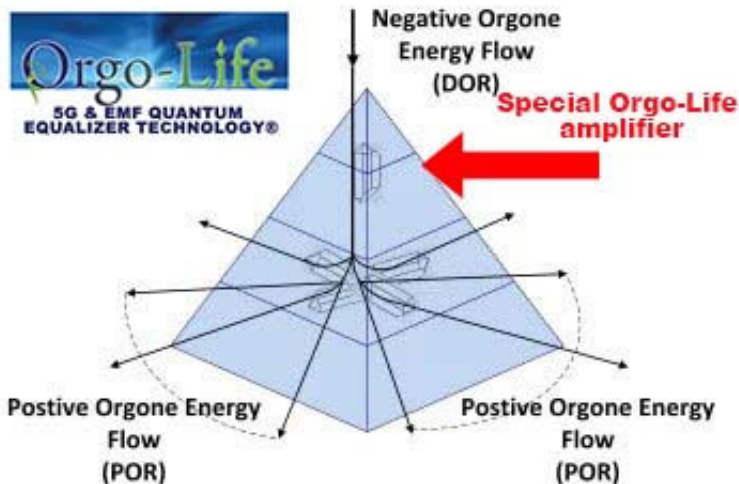 Orgo-Life
5G & EMF QUANTUM
EQUALIZER TECHNOLOGY®
Negative Orgone
Energy Flow
(DOR)
Special Orgo-Life
amplifier
Postive Orgone Energy
Flow
(POR)
Postive Orgone Energy
Flow
(POR)